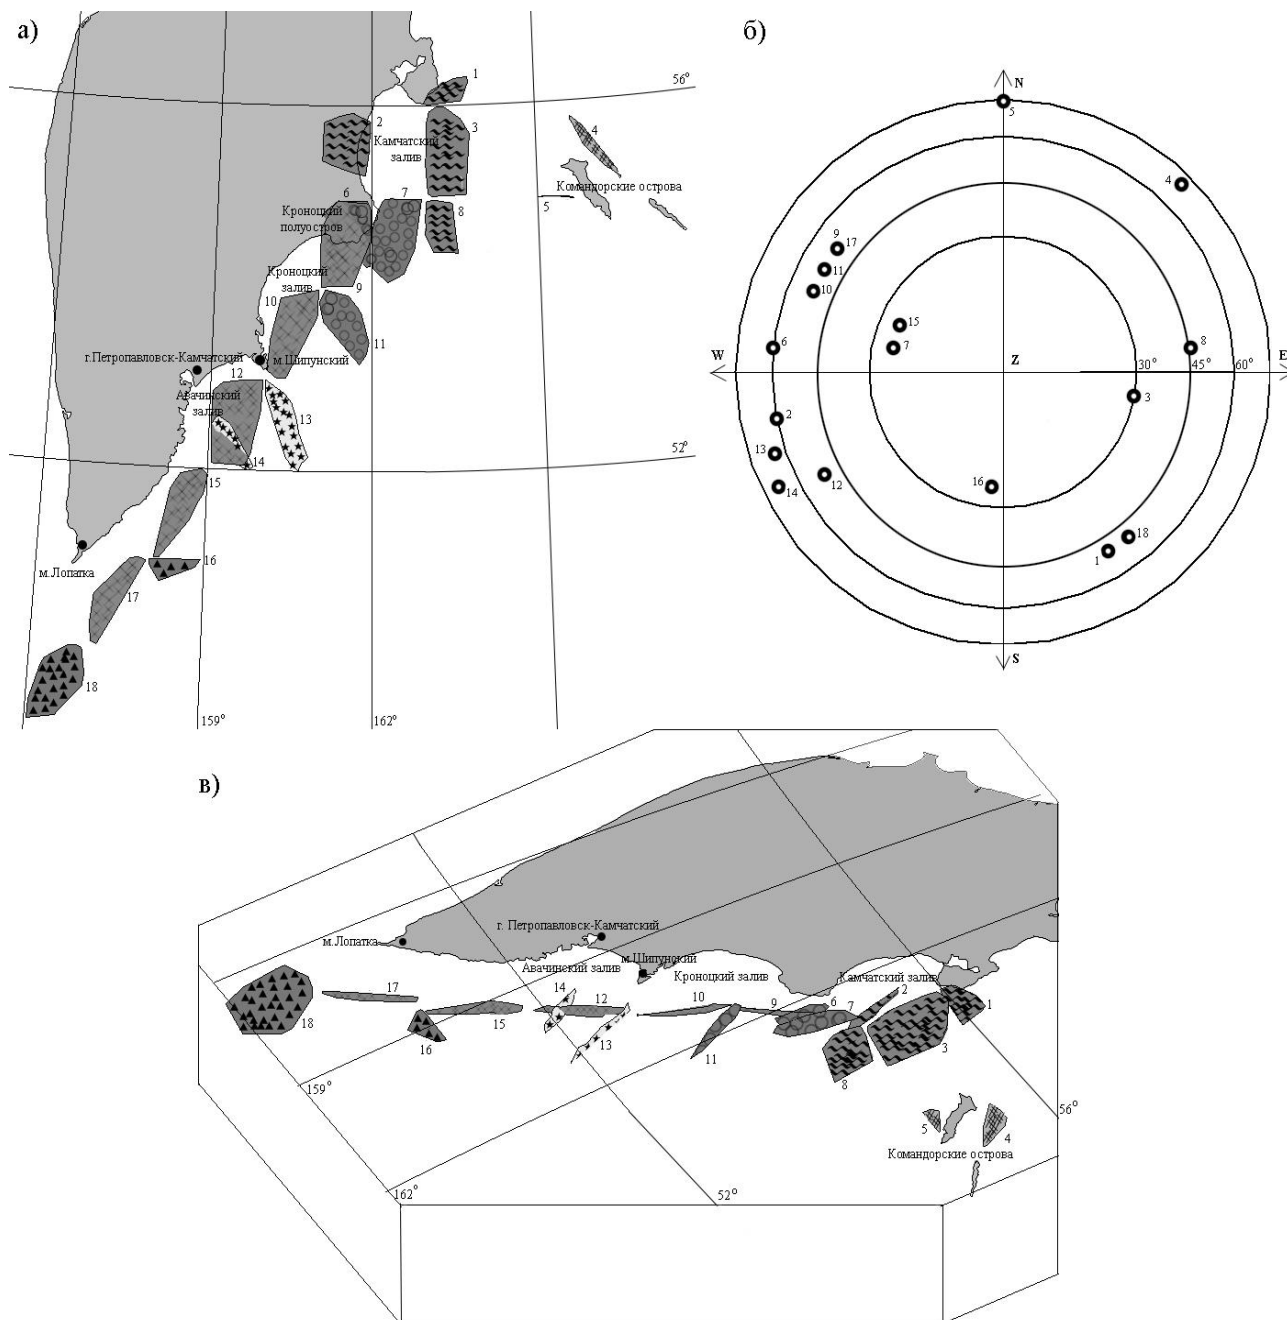 а)
1
56°
2
3
4
Камчатский
залив
Командорские острова
5
6
7
8
Кроноцкий
полуостров
Кроноцкий
залив
9
10
11
г.Петропавловск-Камчатский
м.Шипунский
12
Авачинский
залив
13
14
52°
15
16
м.Лопатка
17
18
159°
162°
б)
N
5
4
9
17
11
10
15
6
7
8
W
Z
30°
45°
60°
E
3
2
13
14
12
16
18
1
S
в)
м.Лопатка
г. Петропавловск-Камчатский
м.Шипунский
Авачинский залив
Кроноцкий залив
Камчатский залив
14
12
10
9
6
7
2
1
17
18
15
16
13
11
8
3
159°
5
4
56°
Командорские острова
162°
52°